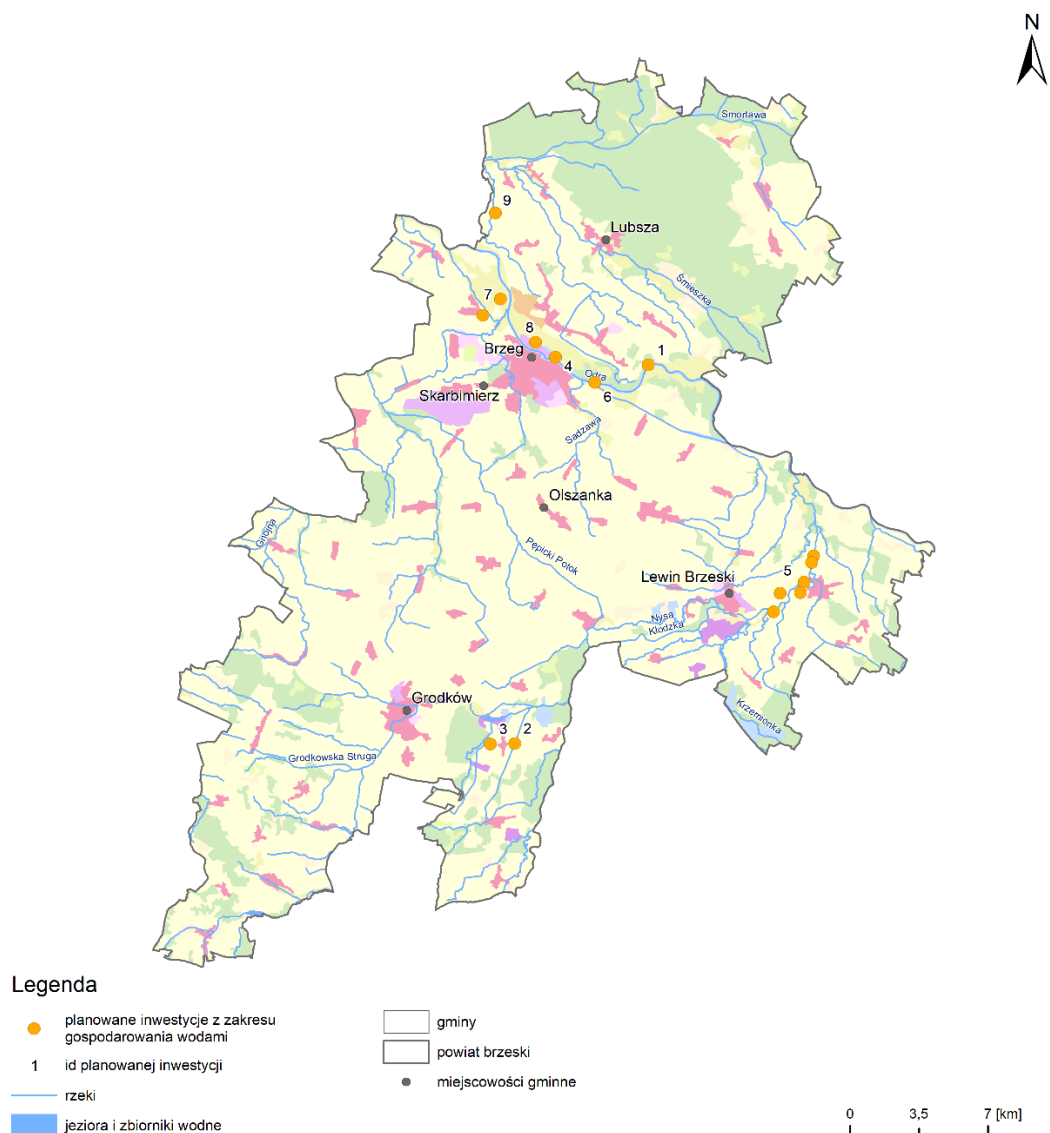 N
Smortawa
9
Lubsza
Śmieszka
7
8
Brzeg
1
4
Odra
Skarbimierz
6
Sadzawa
Olszanka
Gnojna
Pępicki Potok
5
Lewin Brzeski
Nysa
Kłodzka
Grodków
Krzemionka
3
2
Grodkowska Struga
Legenda
planowane inwestycje z zakresu
gospodarowania wodami
1
id planowanej inwestycji
rzeki
jeziora i zbiorniki wodne
gminy
powiat brzeski
miejscowości gminne
0 3,5 7 [km]